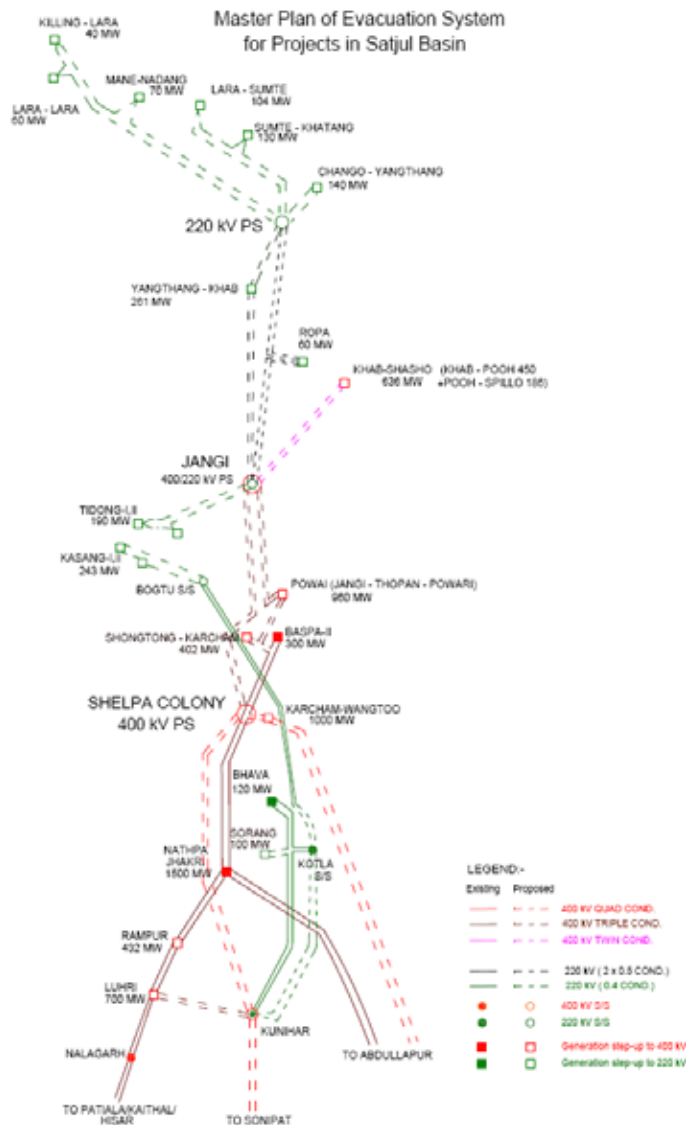 Master Plan of Evacuation System
for Projects in Satjul Basin
KILLING - LARA
40 MW
MANE-NADANG
70 MW
LARA - SUMTE
104 MW
LARA - LARA
60 MW
SUMTE - KHATANG
130 MW
CHANGO - YANGTHANG
140 MW
220 kV PS
YANGTHANG - KHAB
261 MW
ROPA
60 MW
KHAB-SHASHO (KHAB - POOH 450
636 MW +POOH - SPILLO 186)
JANGI
400/220 kV PS
TIDONG-I,II
190 MW
KASANG-I,II
243 MW
BOGTU S/S
POWAI (JANGI - THOPAN - POWARI)
960 MW
SHONGTONG - KARCHAM
402 MW
BASPA-II
300 MW
SHELPA COLONY
400 kV PS
KARCHAM-WANGTOO
1000 MW
BHAVA
120 MW
SORANG
100 MW
KOTLA
S/S
NATHPA
JHAKRI
1500 MW
RAMPUR
432 MW
LUHRI
700 MW
KUNIHAR
NALAGARH
TO ABDULLAPUR
TO PATIALA/KAITHAL/
HISAR
TO SONIPAT
LEGEND:-
Existing Proposed
400 kV QUAD COND.
400 kV TRIPLE COND.
400 kV TWIN COND.
220 kV ( 2 x 0.5 COND.)
220 kV ( 0.4 COND.)
400 kV S/S
220 kV S/S
Generation step-up to 400 kV
Generation step-up to 220 kV